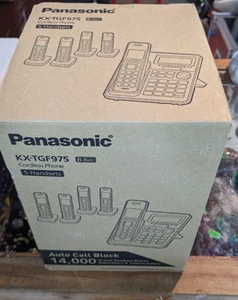 Panasonic
KX-TGF975
Cordless Phone
5 Handsets
Panasonic
KX-TGF975
Cordless Phone
5 Handsets
Auto Call Block
14,000